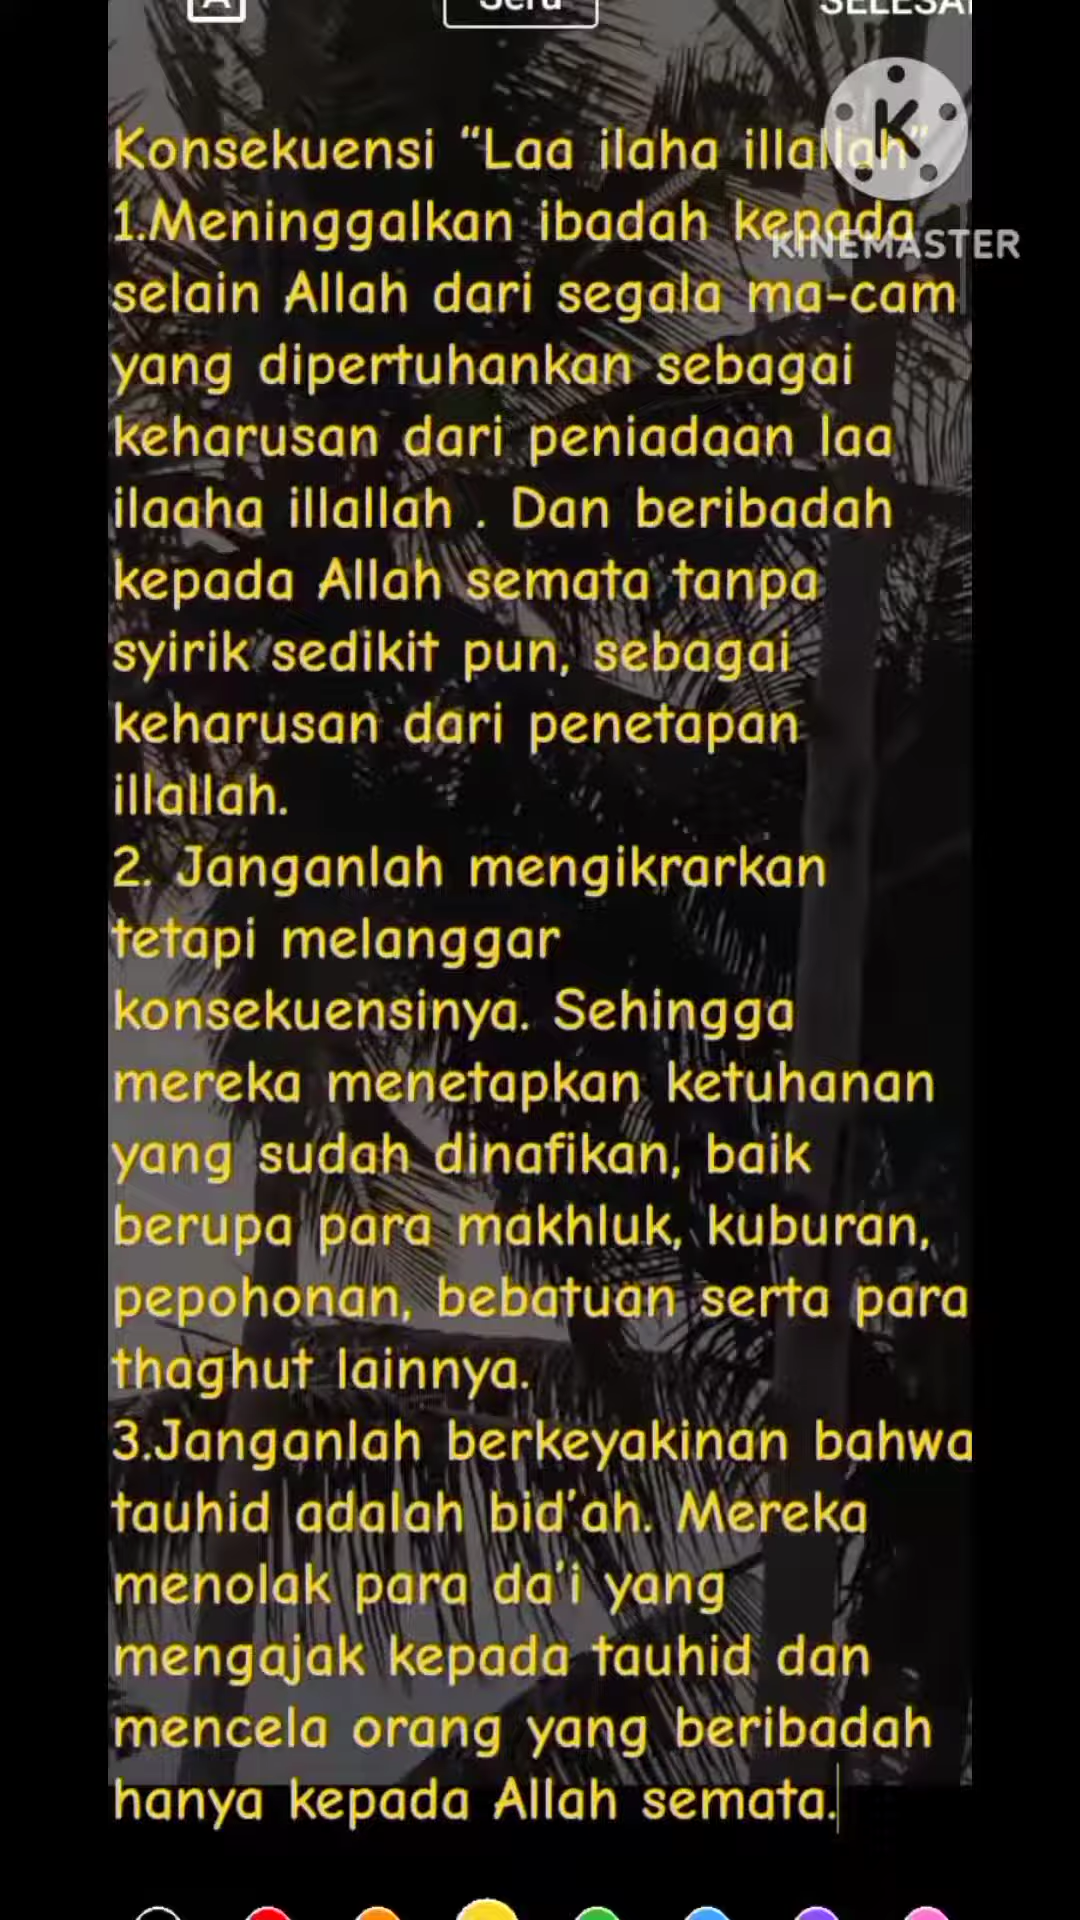 Seru
SELESAI
Konsekuensi “Laa ilaha illallah”
K
1.Meninggalkan ibadah kepada
KINEMASTER
selain Allah dari segala ma-cam
yang dipertuhankan sebagai
keharusan dari peniadaan laa
ilaaha illallah . Dan beribadah
kepada Allah semata tanpa
syirik sedikit pun, sebagai
keharusan dari penetapan
illallah.
2. Janganlah mengikrarkan
tetapi melanggar
konsekuensinya. Sehingga
mereka menetapkan ketuhanan
yang sudah dinafikan, baik
berupa para makhluk, kuburan,
pepohonan, bebatuan serta para
thaghut lainnya.
3.Janganlah berkeyakinan bahwa
tauhid adalah bid’ah. Mereka
menolak para da’i yang
mengajak kepada tauhid dan
mencela orang yang beribadah
hanya kepada Allah semata.